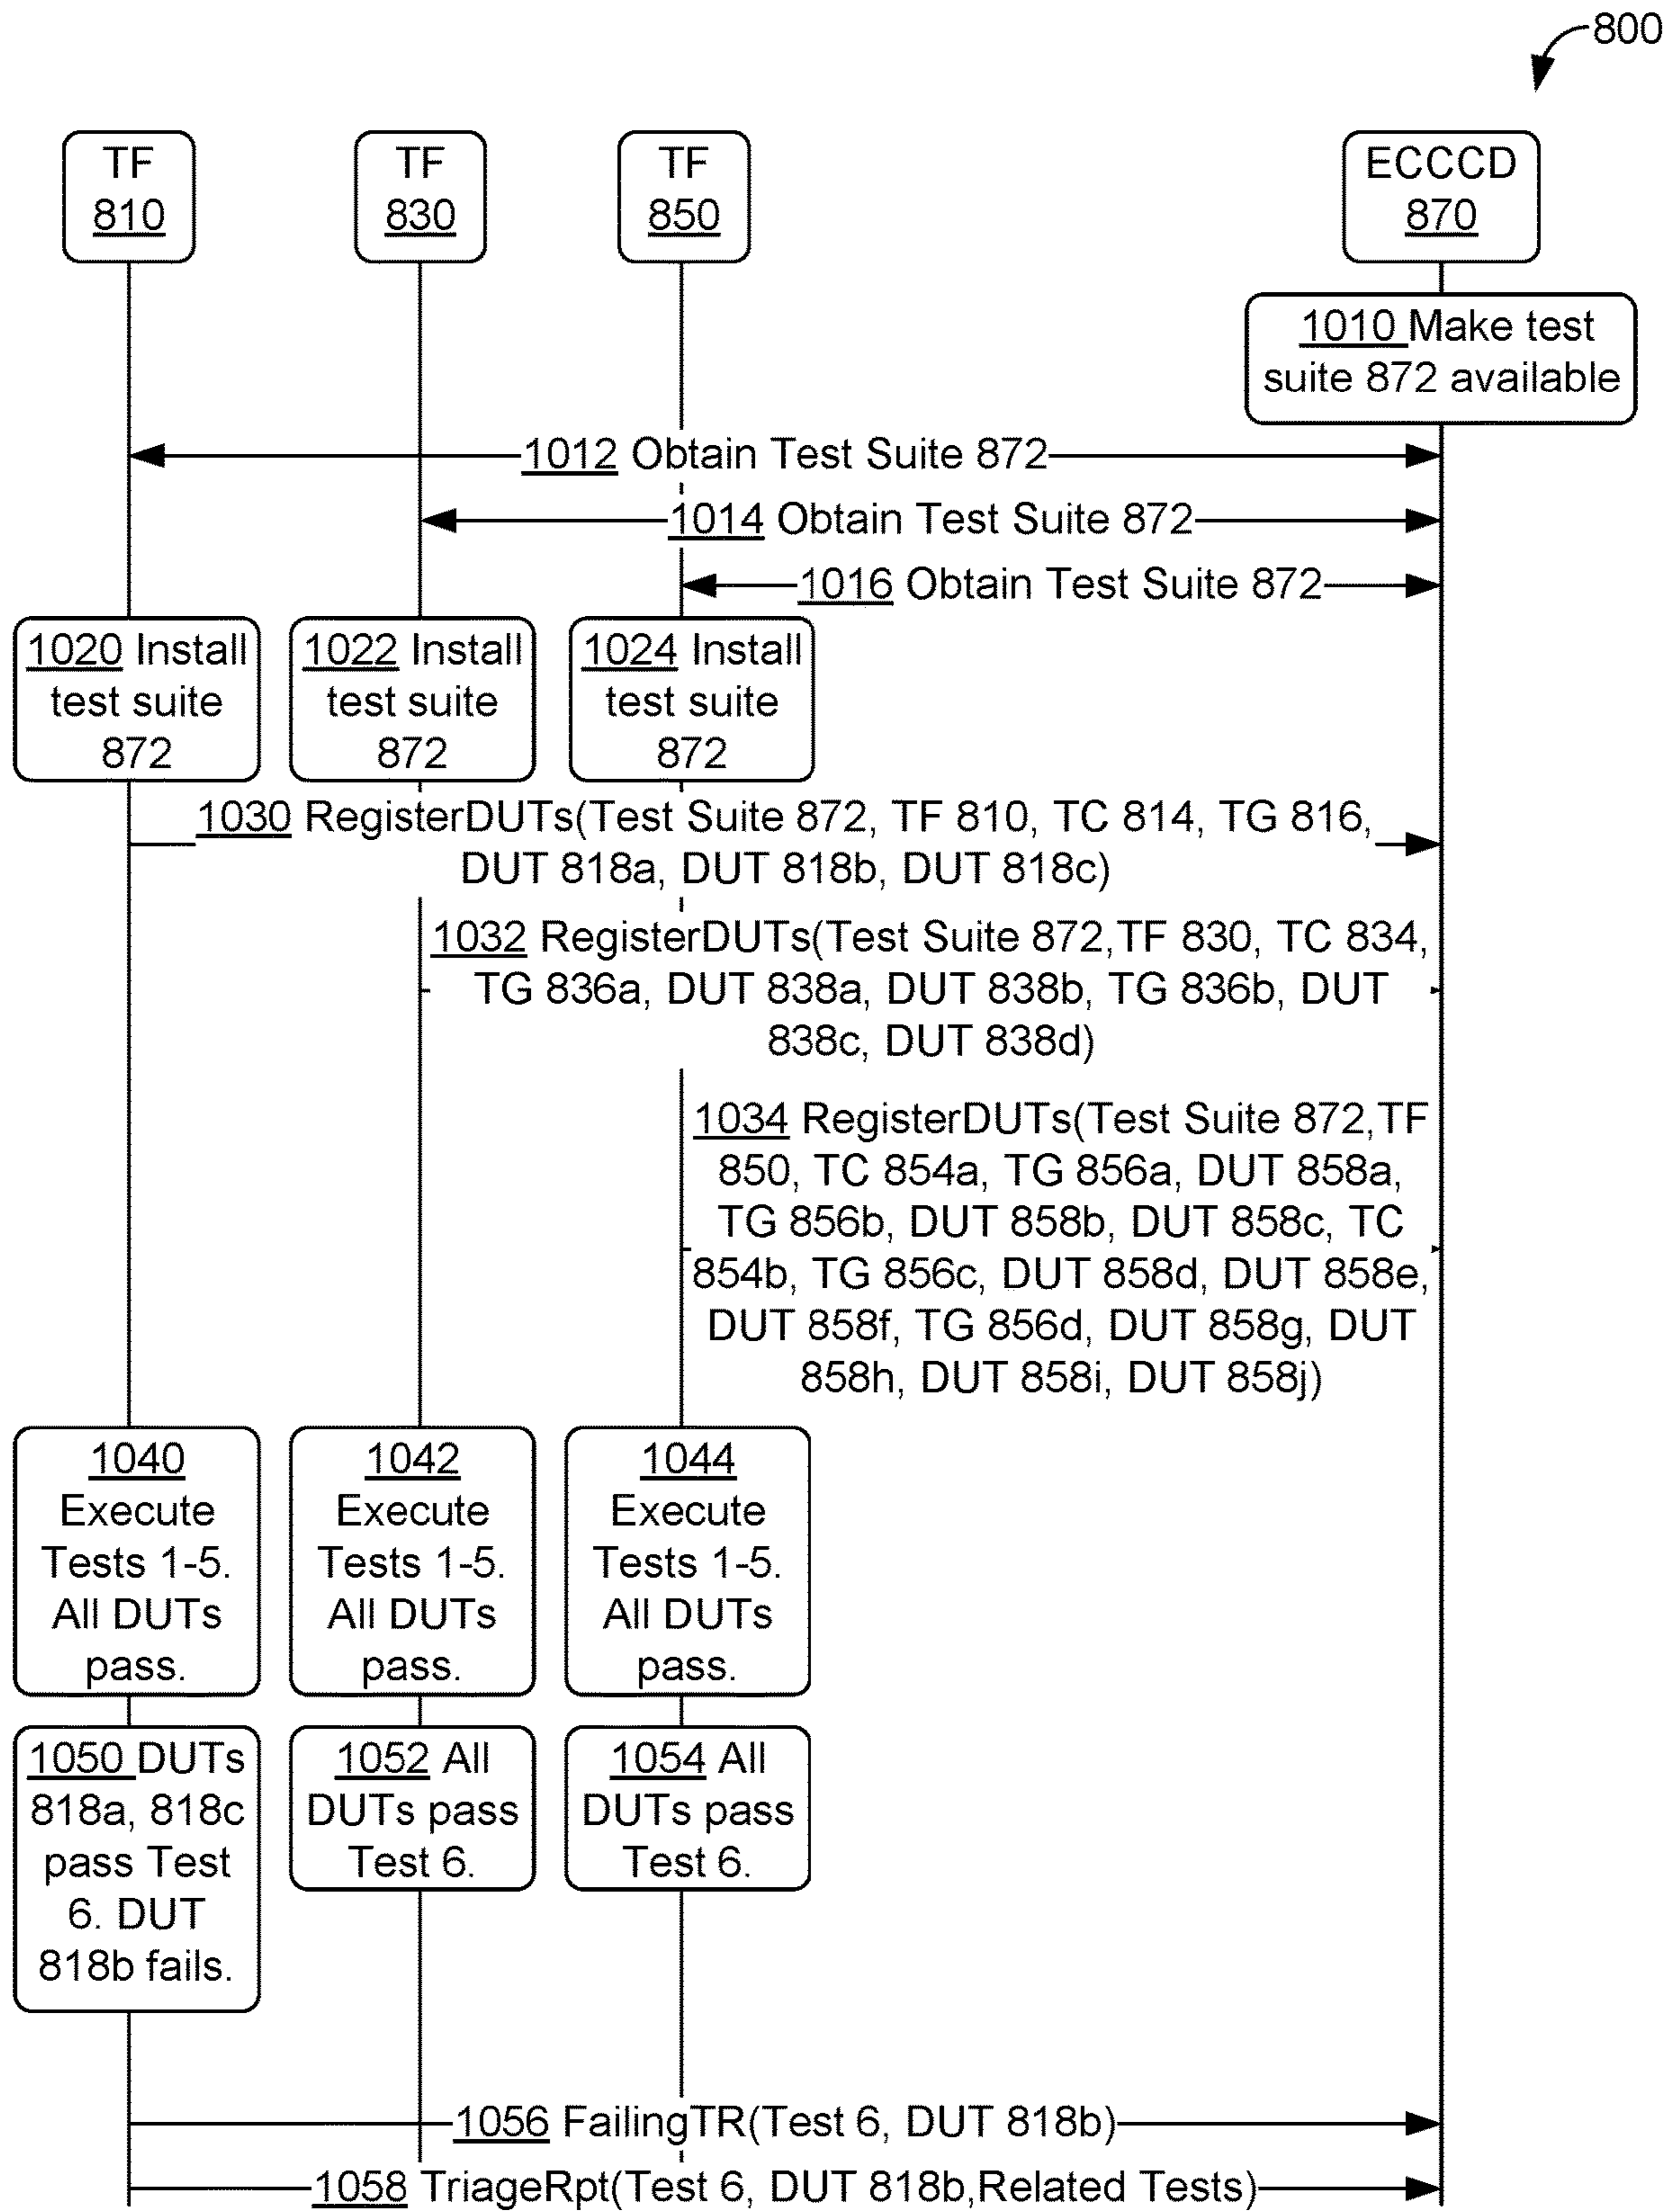 800
TF
810
TF
830
TF
850
ECCCD
870
1010 Make test
suite 872 available
1012 Obtain Test Suite 872
1014 Obtain Test Suite 872
1016 Obtain Test Suite 872
1020 Install
test suite
872
1022 Install
test suite
872
1024 Install
test suite
872
1030 RegisterDUTs(Test Suite 872, TF 810, TC 814, TG 816,
DUT 818a, DUT 818b, DUT 818c)
1032 RegisterDUTs(Test Suite 872,TF 830, TC 834,
TG 836a, DUT 838a, DUT 838b, TG 836b, DUT
838c, DUT 838d)
1034 RegisterDUTs(Test Suite 872,TF
850, TC 854a, TG 856a, DUT 858a,
TG 856b, DUT 858b, DUT 858c, TC
854b, TG 856c, DUT 858d, DUT 858e,
DUT 858f, TG 856d, DUT 858g, DUT
858h, DUT 858i, DUT 858j)
1040
Execute
Tests 1-5.
All DUTs
pass.
1042
Execute
Tests 1-5.
All DUTs
pass.
1044
Execute
Tests 1-5.
All DUTs
pass.
1050 DUTs
818a, 818c
pass Test
6. DUT
818b fails.
1052 All
DUTs pass
Test 6.
1054 All
DUTs pass
Test 6.
1056 FailingTR(Test 6, DUT 818b)
1058 TriageRpt(Test 6, DUT 818b,Related Tests)